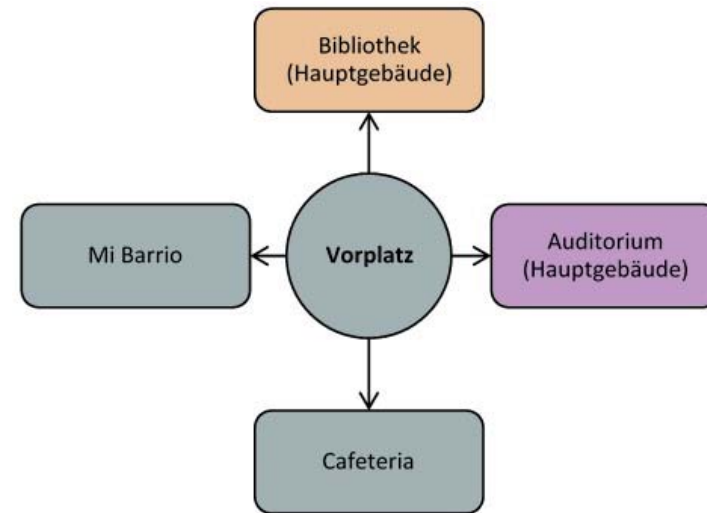 Bibliothek
(Hauptgebäude)
Mi Barrio
Vorplatz
Auditorium
(Hauptgebäude)
Cafeteria